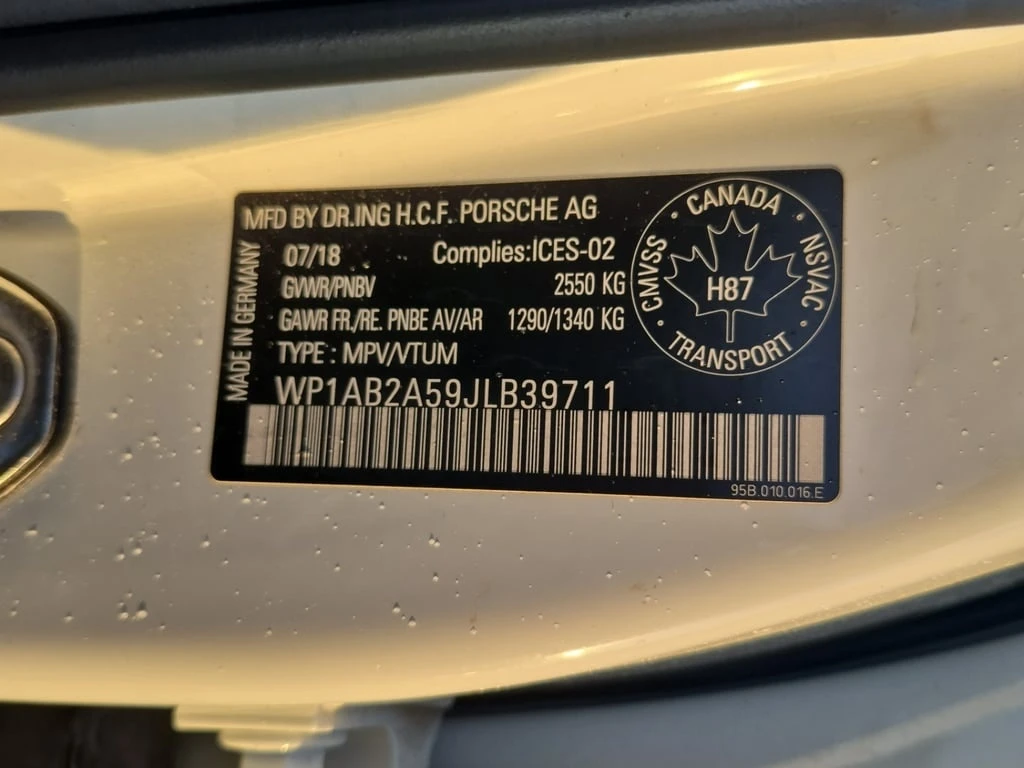 MFD BY DR.ING H.C.F. PORSCHE AG
07/18 Complies:ICES-02
GVWR/PNBV 2550 KG
GAWR FR./RE. PNBE AV/AR 1290/1340 KG
TYPE : MPV/VTUM
WP1AB2A59JLB39711
MADE IN GERMANY
· CANADA ·
CMVSS
NSVAC
H87
· TRANSPORT ·
95B.010.016.E